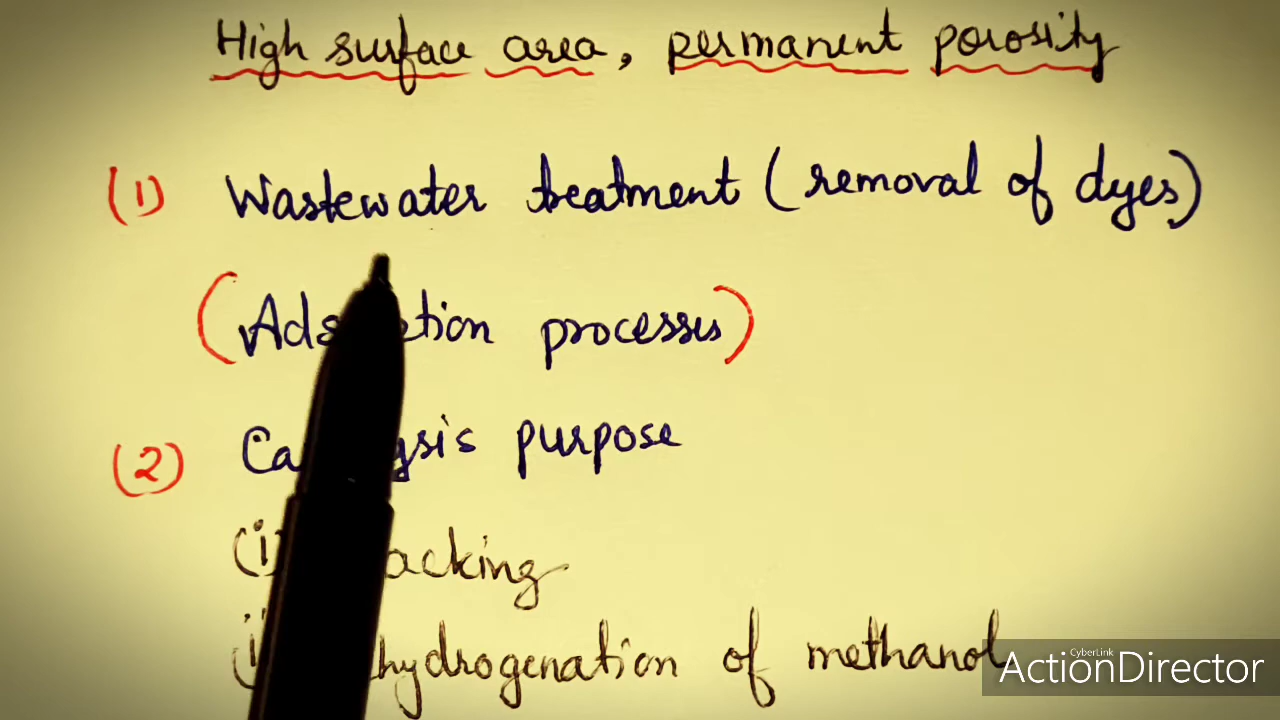 High surface area, permanent porosity
(1) Wastewater treatment (removal of dyes)
(Ads tion processes)
(2) Ca ysis purpose
(i) acking
hydrogenation of methanol
CyberLink
ActionDirector